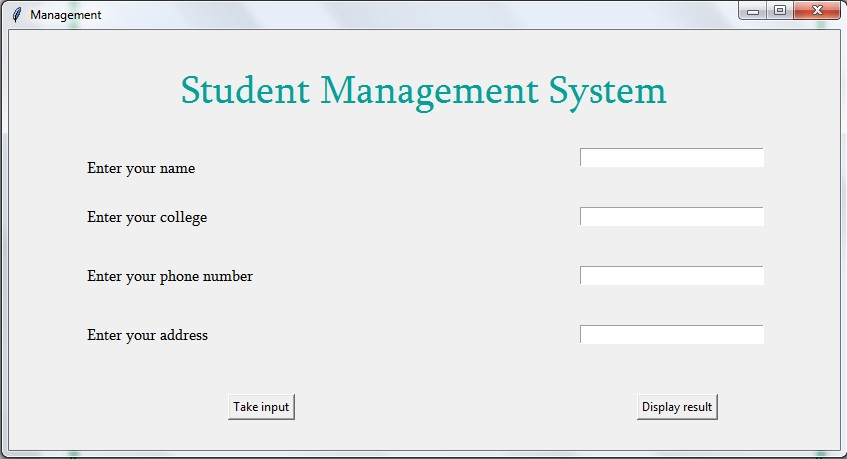 Management
Student Management System
Enter your name
Enter your college
Enter your phone number
Enter your address
Take input
Display result